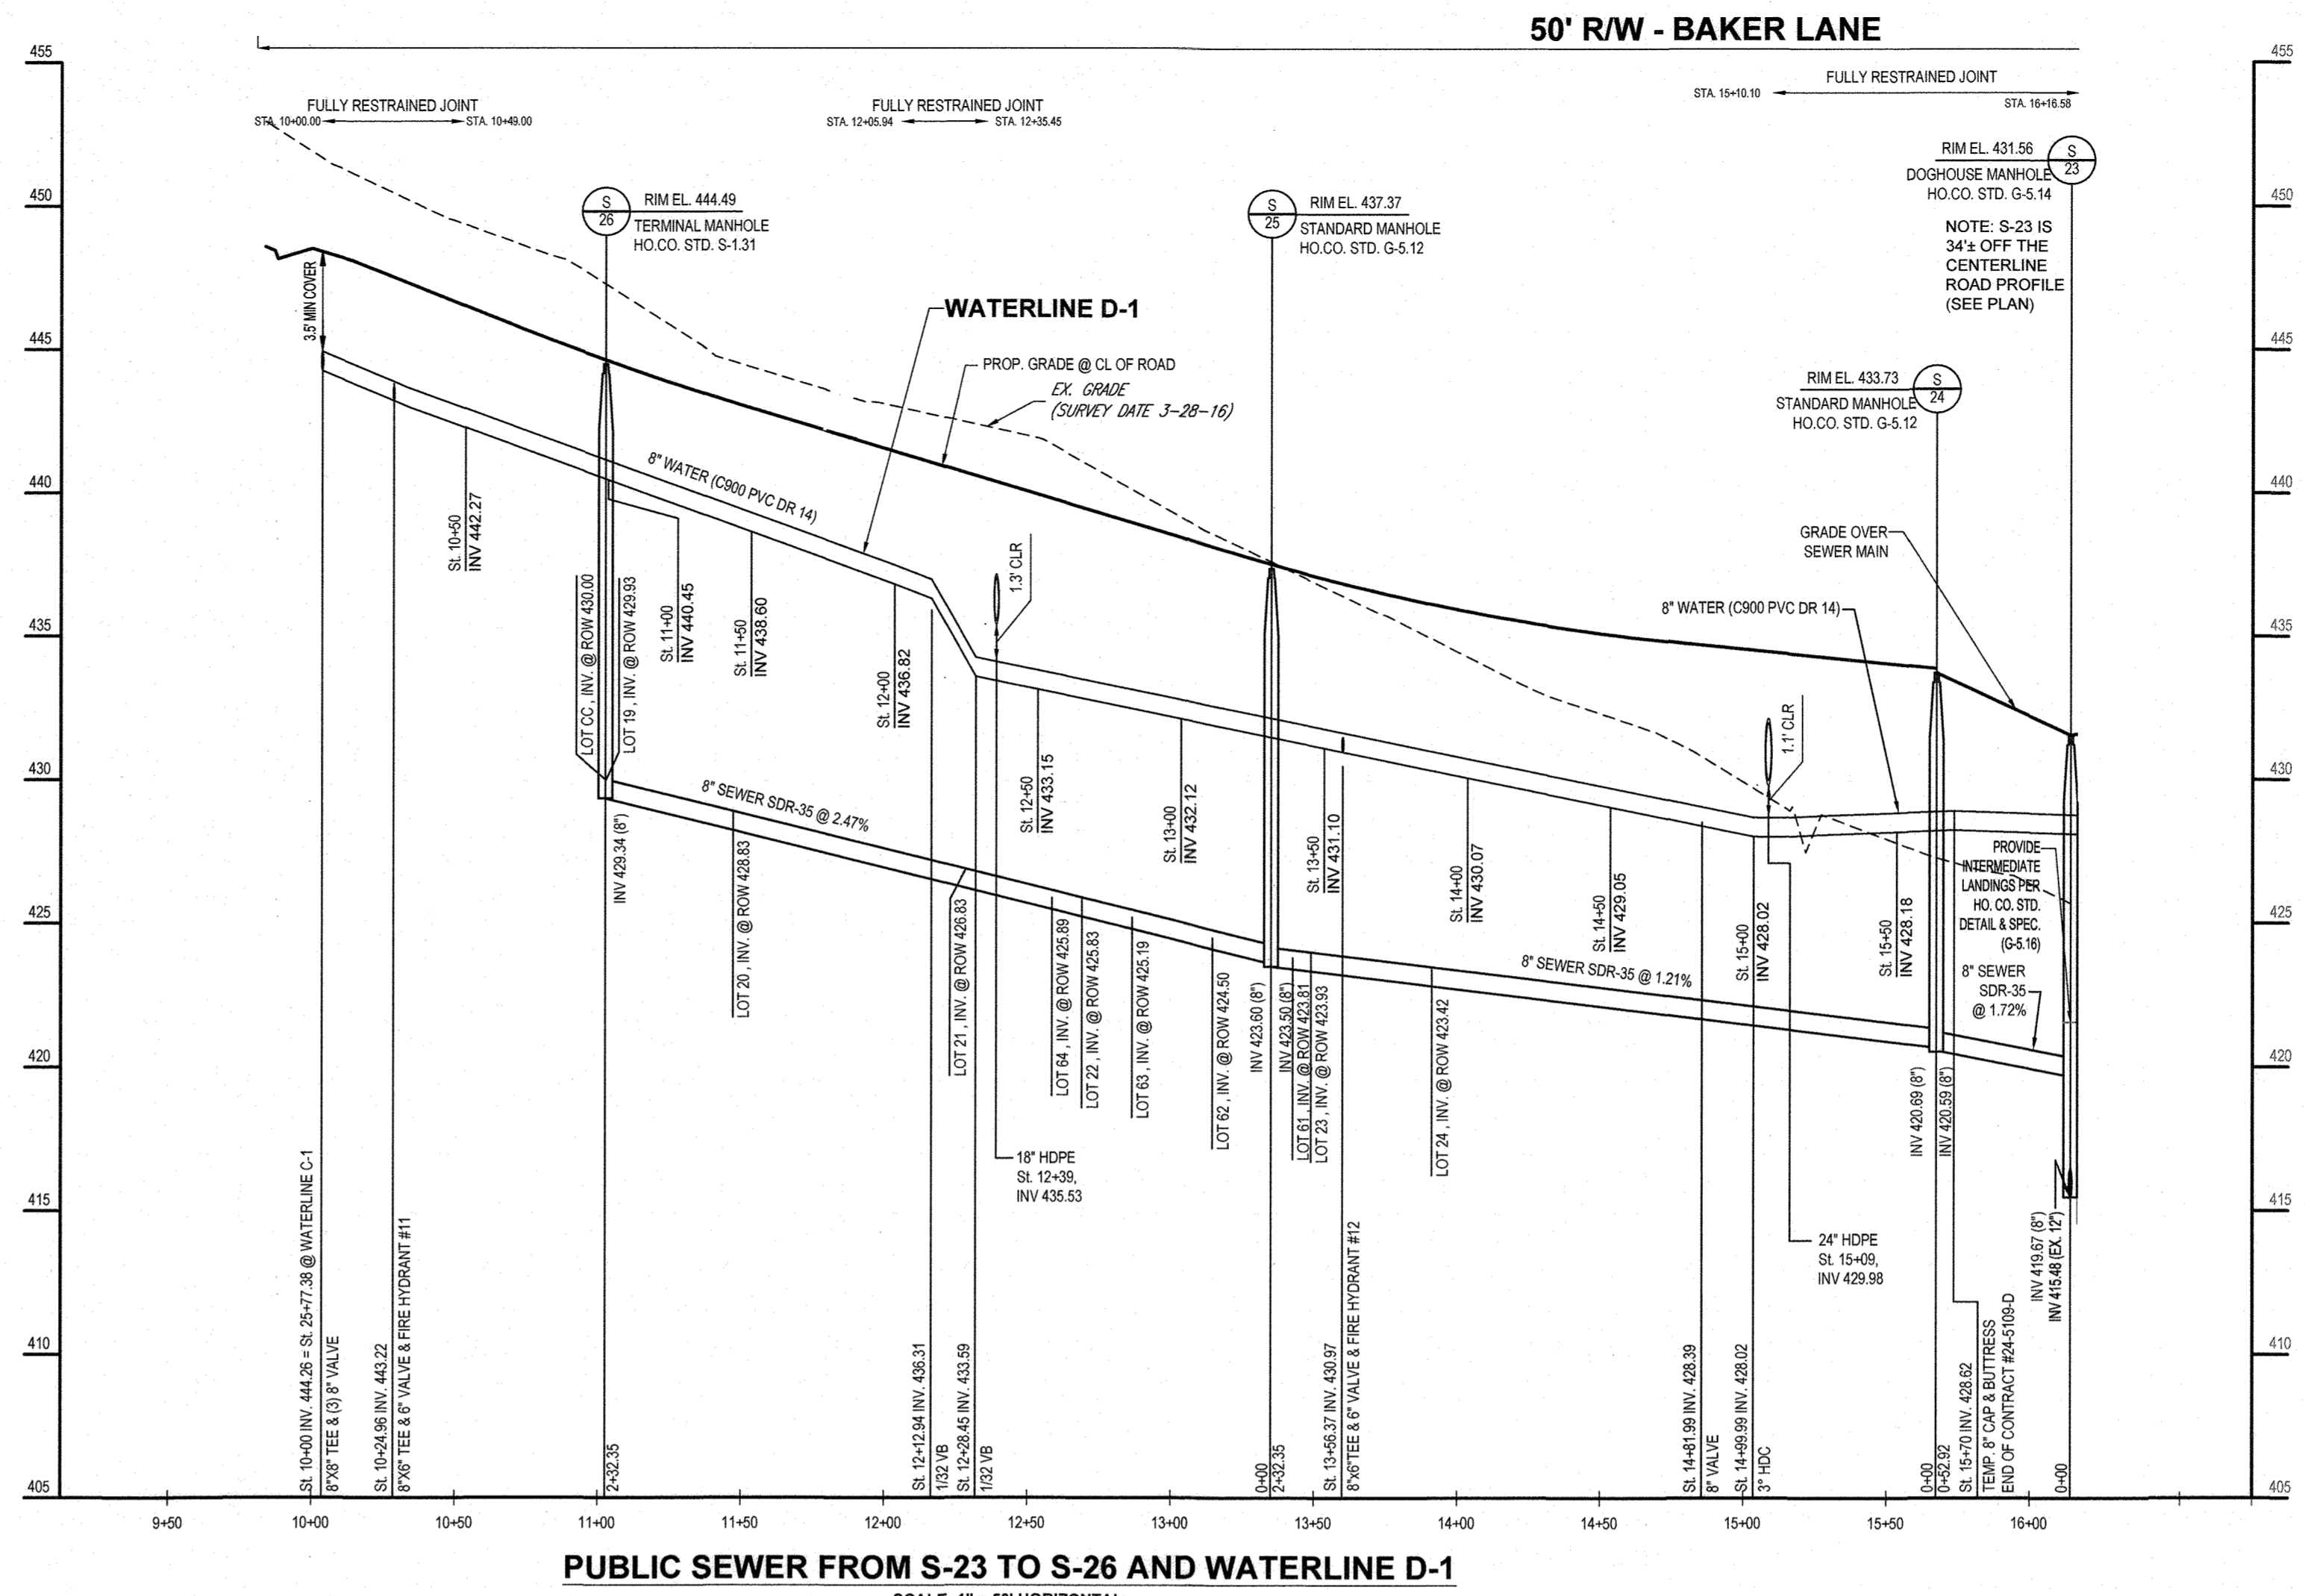 50' R/W - BAKER LANE
455
455
FULLY RESTRAINED JOINT
STA. 10+00.00
STA. 10+49.00
FULLY RESTRAINED JOINT
STA. 12+05.94
STA. 12+35.45
FULLY RESTRAINED JOINT
STA. 15+10.10
STA. 16+16.58
450
450
S
26
RIM EL. 444.49
TERMINAL MANHOLE
HO.CO. STD. S-1.31
S
25
RIM EL. 437.37
STANDARD MANHOLE
HO.CO. STD. G-5.12
RIM EL. 431.56
S
23
DOGHOUSE MANHOLE
HO.CO. STD. G-5.14
NOTE: S-23 IS
34'± OFF THE
CENTERLINE
ROAD PROFILE
(SEE PLAN)
3.5' MIN COVER
WATERLINE D-1
445
445
PROP. GRADE @ CL OF ROAD
EX. GRADE
(SURVEY DATE 3-28-16)
RIM EL. 433.73
S
24
STANDARD MANHOLE
HO.CO. STD. G-5.12
440
440
8" WATER (C900 PVC DR 14)
St. 10+50
INV 442.27
GRADE OVER
SEWER MAIN
1.3' CLR
8" WATER (C900 PVC DR 14)
435
435
LOT CC , INV. @ ROW 430.00
LOT 19 , INV. @ ROW 429.93
St. 11+00
INV 440.45
St. 11+50
INV 438.60
St. 12+00
INV 436.82
1.1' CLR
430
430
8" SEWER SDR-35 @ 2.47%
INV 429.34 (8")
LOT 20 , INV. @ ROW 428.83
St. 12+50
INV 433.15
St. 13+00
INV 432.12
St. 13+50
INV 431.10
St. 14+00
INV 430.07
St. 14+50
INV 429.05
St. 15+00
INV 428.02
St. 15+50
INV 428.18
PROVIDE
INTERMEDIATE
LANDINGS PER
HO. CO. STD.
DETAIL & SPEC.
(G-5.16)
425
425
8" SEWER SDR-35 @ 1.21%
8" SEWER
SDR-35
@ 1.72%
LOT 21 , INV. @ ROW 426.83
LOT 64 , INV. @ ROW 425.89
LOT 22 , INV. @ ROW 425.83
LOT 63 , INV. @ ROW 425.19
LOT 62 , INV. @ ROW 424.50
INV 423.60 (8")
INV 423.50 (8")
LOT 61 , INV. @ ROW 423.81
LOT 23 , INV. @ ROW 423.93
LOT 24 , INV. @ ROW 423.42
420
420
INV 420.69 (8")
INV 420.59 (8")
18" HDPE
St. 12+39,
INV 435.53
415
415
24" HDPE
St. 15+09,
INV 429.98
INV 419.67 (8")
INV 415.48 (EX. 12")
410
410
St. 10+00 INV. 444.26 = St. 25+77.38 @ WATERLINE C-1
8"X8" TEE & (3) 8" VALVE
St. 10+24.96 INV. 443.22
8"X6" TEE & 6" VALVE & FIRE HYDRANT #11
2+32.35
St. 12+12.94 INV. 436.31
1/32 VB
St. 12+28.45 INV. 433.59
1/32 VB
0+00
2+32.35
St. 13+56.37 INV. 430.97
8"x6"TEE & 6" VALVE & FIRE HYDRANT #12
St. 14+81.99 INV. 428.39
8" VALVE
St. 14+99.99 INV. 428.02
3° HDC
0+00
0+52.92
St. 15+70 INV. 428.62
TEMP. 8" CAP & BUTTRESS
END OF CONTRACT #24-5109-D
0+00
405
405
9+50
10+00
10+50
11+00
11+50
12+00
12+50
13+00
13+50
14+00
14+50
15+00
15+50
16+00
PUBLIC SEWER FROM S-23 TO S-26 AND WATERLINE D-1